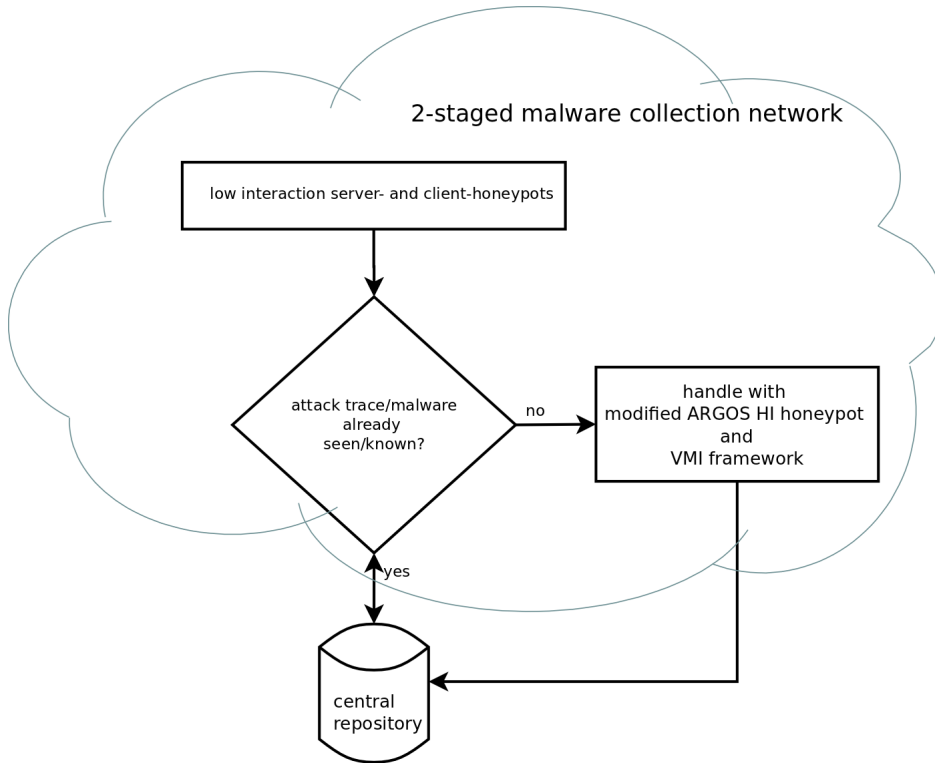 2-staged malware collection network
low interaction server- and client-honeypots
attack trace/malware
already
seen/known?
no
handle with
modified ARGOS HI honeypot
and
VMI framework
yes
central
repository